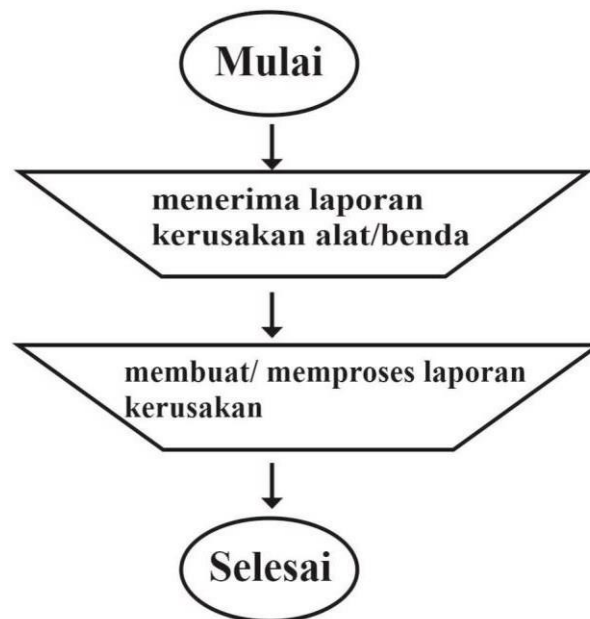 Mulai
menerima laporan
kerusakan alat/benda
membuat/ memproses laporan
kerusakan
Selesai